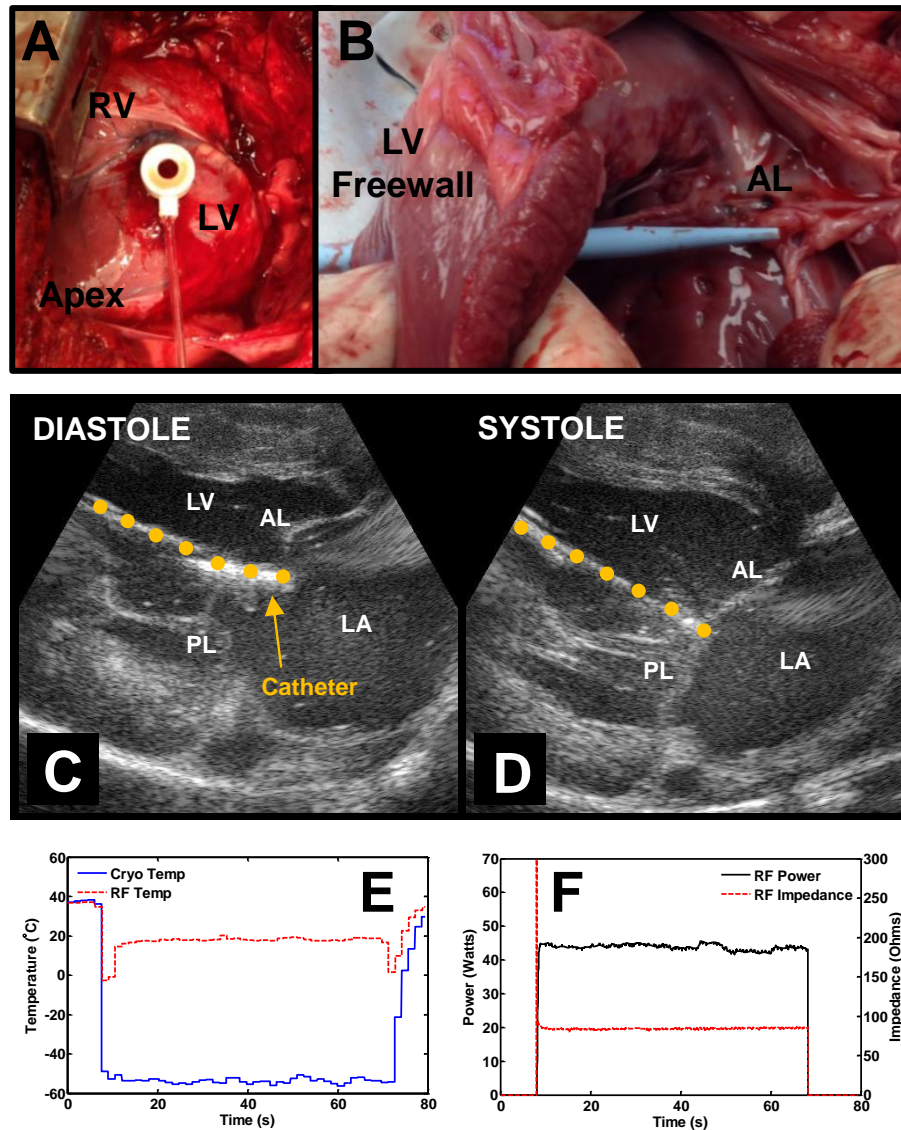 A
RV
LV
Apex
B
LV
Freewall
AL
DIASTOLE
LV
AL
PL
LA
Catheter
C
SYSTOLE
LV
AL
PL
LA
D
E
Cryo Temp
RF Temp
60
40
20
0
-20
-40
-60
Temperature (°C)
0 20 40 60 80
Time (s)
F
RF Power
RF Impedance
70
60
50
40
30
20
10
0
Power (Watts)
300
250
200
150
100
50
0
Impedance (Ohms)
0 20 40 60 80
Time (s)